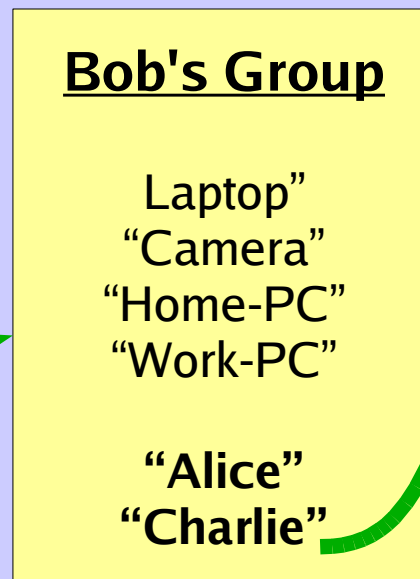 Bob's Group
Laptop”
“Camera”
“Home-PC”
“Work-PC”
“Alice”
“Charlie”